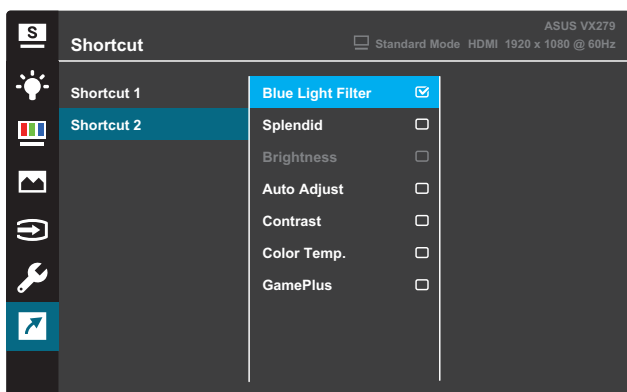 S
ASUS VX279
Shortcut
Standard Mode HDMI 1920 x 1080 @ 60Hz
Shortcut 1
Shortcut 2
Blue Light Filter
Splendid
Brightness
Auto Adjust
Contrast
Color Temp.
GamePlus